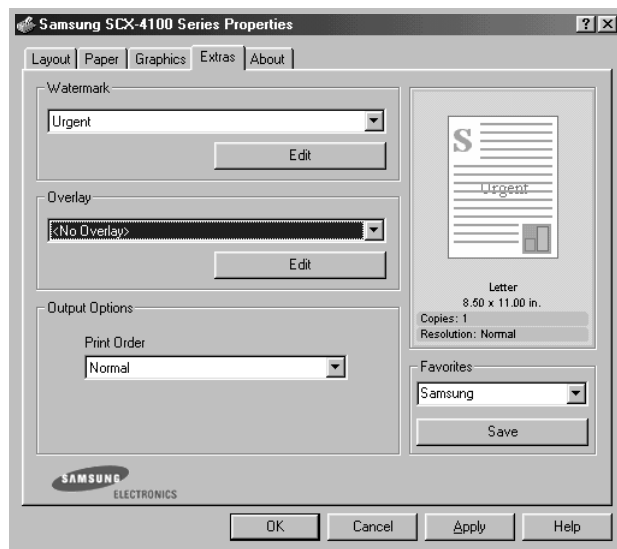 Samsung SCX-4100 Series Properties
Layout Paper Graphics Extras About
Watermark
Urgent
Edit
Overlay
<No Overlay>
Edit
Output Options
Print Order
Normal
S
Urgent
Letter
8.50 x 11.00 in.
Copies: 1
Resolution: Normal
Favorites
Samsung
Save
SAMSUNG
ELECTRONICS
OK Cancel Apply Help